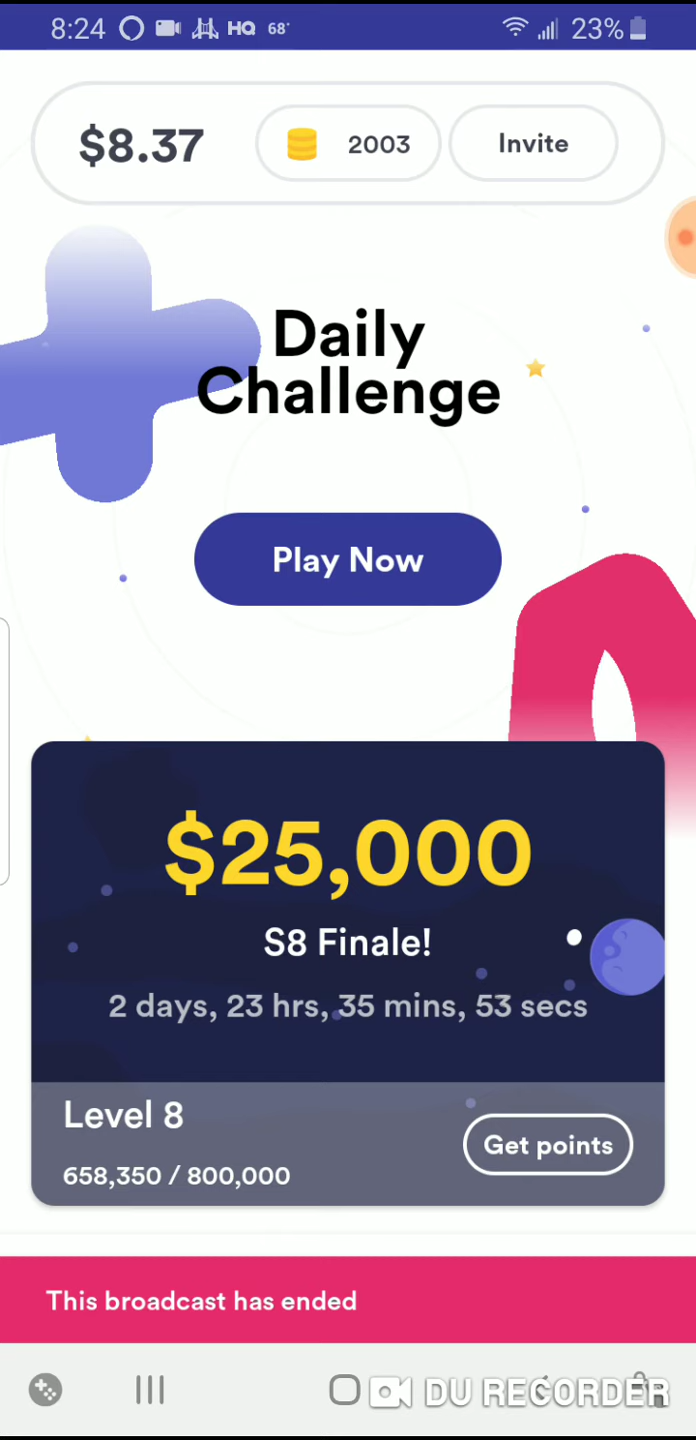 8:24 HQ 68° 23%
$8.37 2003 Invite
Daily
Challenge
Play Now
$25,000
S8 Finale!
2 days, 23 hrs, 35 mins, 53 secs
Level 8
Get points
658,350 / 800,000
This broadcast has ended
DU RECORDER